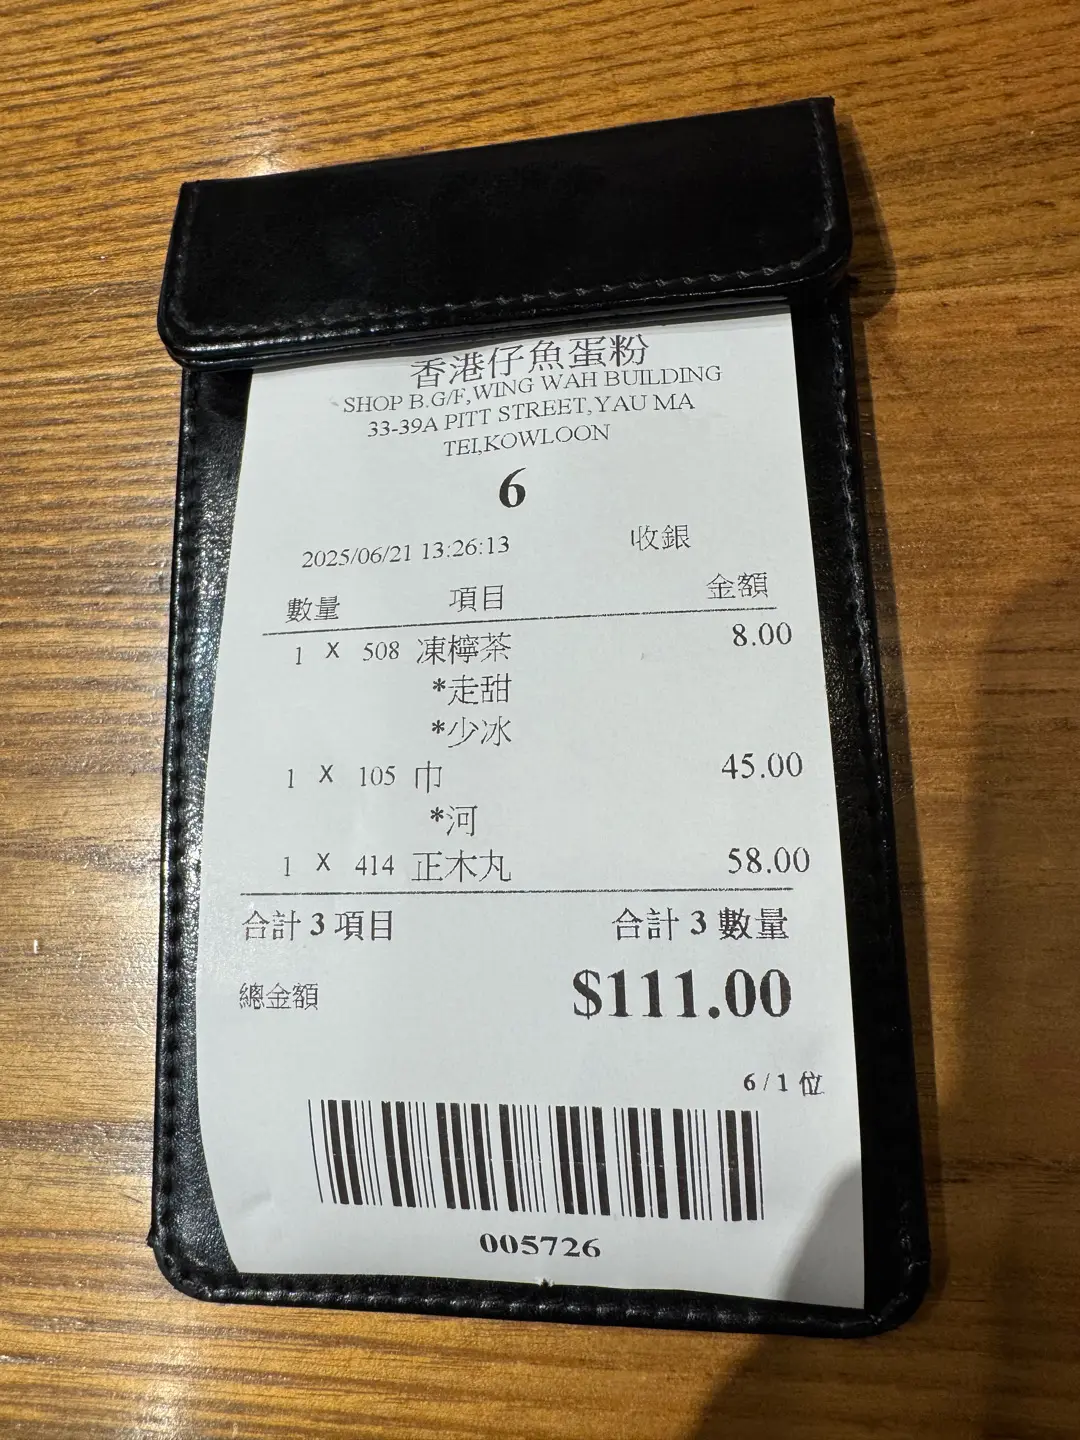 香港仔魚蛋粉
SHOP B.G/F,WING WAH BUILDING
33-39A PITT STREET,YAU MA
TEI,KOWLOON
6
2025/06/21 13:26:13 收銀
數量 項目 金額
1 X 508 凍檸茶 8.00
*走甜
*少冰
1 X 105 巾 45.00
*河
1 X 414 正木丸 58.00
合計 3 項目 合計 3 數量
總金額 $111.00
6 / 1 位
005726